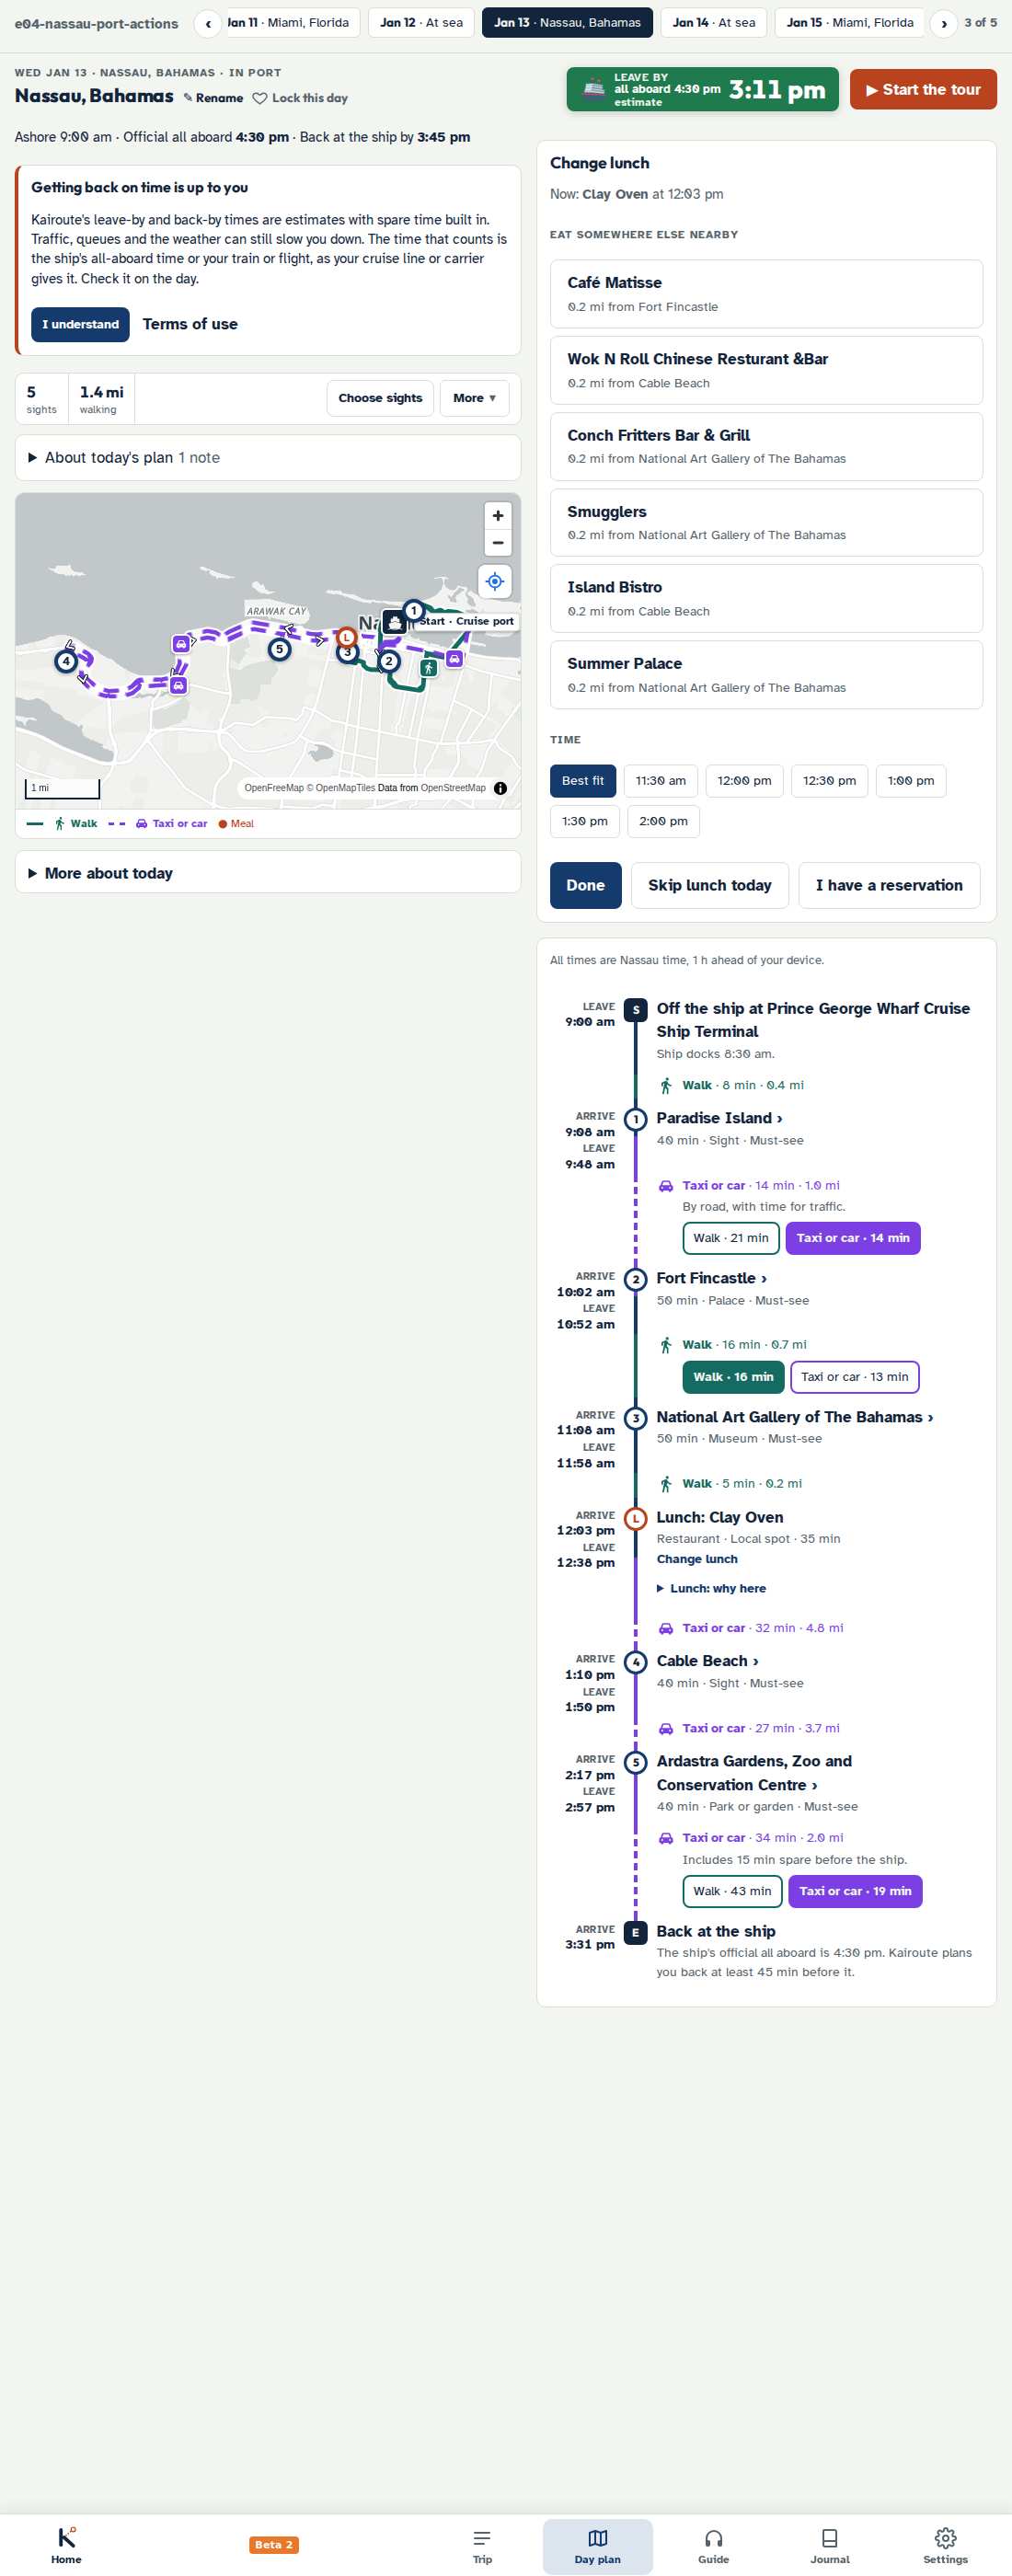 e04-nassau-port-actions
‹
Jan 11 · Miami, Florida
Jan 12 · At sea
Jan 13 · Nassau, Bahamas
Jan 14 · At sea
Jan 15 · Miami, Florida
›
3 of 5
WED JAN 13 · NASSAU, BAHAMAS · IN PORT
Nassau, Bahamas
✎ Rename
Lock this day
LEAVE BY
all aboard 4:30 pm
estimate
3:11 pm
▶ Start the tour
Ashore 9:00 am · Official all aboard 4:30 pm · Back at the ship by 3:45 pm
Getting back on time is up to you
Kairoute's leave-by and back-by times are estimates with spare time built in.
Traffic, queues and the weather can still slow you down. The time that counts is
the ship's all-aboard time or your train or flight, as your cruise line or carrier
gives it. Check it on the day.
I understand
Terms of use
5
sights
1.4 mi
walking
Choose sights
More ▾
▶ About today's plan 1 note
+
−
ARAWAK CAY
Na
Start · Cruise port
1
L
3
2
5
4
1 mi
OpenFreeMap © OpenMapTiles Data from OpenStreetMap
Walk
Taxi or car
Meal
▶ More about today
Change lunch
Now: Clay Oven at 12:03 pm
EAT SOMEWHERE ELSE NEARBY
Café Matisse
0.2 mi from Fort Fincastle
Wok N Roll Chinese Resturant &Bar
0.2 mi from Cable Beach
Conch Fritters Bar & Grill
0.2 mi from National Art Gallery of The Bahamas
Smugglers
0.2 mi from National Art Gallery of The Bahamas
Island Bistro
0.2 mi from Cable Beach
Summer Palace
0.2 mi from National Art Gallery of The Bahamas
TIME
Best fit
11:30 am
12:00 pm
12:30 pm
1:00 pm
1:30 pm
2:00 pm
Done
Skip lunch today
I have a reservation
All times are Nassau time, 1 h ahead of your device.
LEAVE
9:00 am
S
Off the ship at Prince George Wharf Cruise
Ship Terminal
Ship docks 8:30 am.
Walk · 8 min · 0.4 mi
ARRIVE
9:08 am
LEAVE
9:48 am
1
Paradise Island ›
40 min · Sight · Must-see
Taxi or car · 14 min · 1.0 mi
By road, with time for traffic.
Walk · 21 min
Taxi or car · 14 min
ARRIVE
10:02 am
LEAVE
10:52 am
2
Fort Fincastle ›
50 min · Palace · Must-see
Walk · 16 min · 0.7 mi
Walk · 16 min
Taxi or car · 13 min
ARRIVE
11:08 am
LEAVE
11:58 am
3
National Art Gallery of The Bahamas ›
50 min · Museum · Must-see
Walk · 5 min · 0.2 mi
ARRIVE
12:03 pm
LEAVE
12:38 pm
L
Lunch: Clay Oven
Restaurant · Local spot · 35 min
Change lunch
▶ Lunch: why here
Taxi or car · 32 min · 4.8 mi
ARRIVE
1:10 pm
LEAVE
1:50 pm
4
Cable Beach ›
40 min · Sight · Must-see
Taxi or car · 27 min · 3.7 mi
ARRIVE
2:17 pm
LEAVE
2:57 pm
5
Ardastra Gardens, Zoo and
Conservation Centre ›
40 min · Park or garden · Must-see
Taxi or car · 34 min · 2.0 mi
Includes 15 min spare before the ship.
Walk · 43 min
Taxi or car · 19 min
ARRIVE
3:31 pm
E
Back at the ship
The ship's official all aboard is 4:30 pm. Kairoute plans
you back at least 45 min before it.
Home
Beta 2
Trip
Day plan
Guide
Journal
Settings